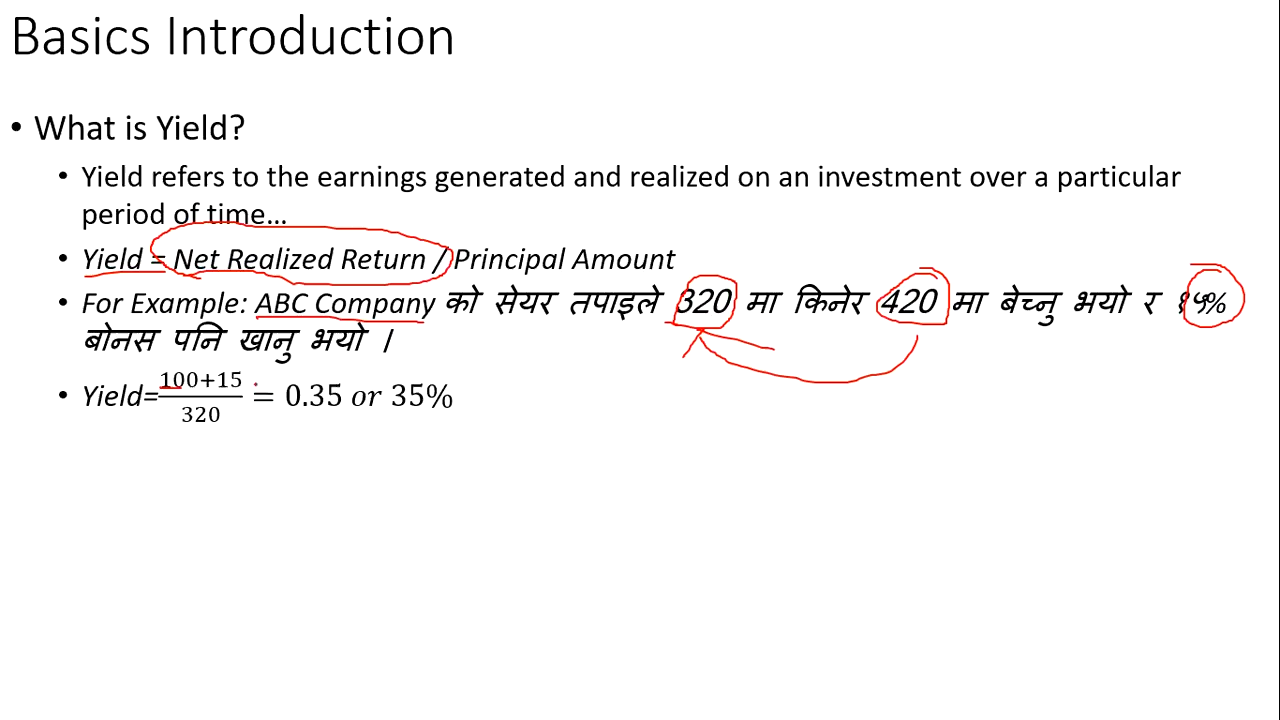 Basics Introduction
• What is Yield?
• Yield refers to the earnings generated and realized on an investment over a particular
period of time...
• Yield = Net Realized Return / Principal Amount
• For Example: ABC Company को सेयर तपाइले 320 मा किनेर 420 मा बेच्नु भयो र १५%
बोनस पनि खानु भयो ।
• Yield=100+15/320 = 0.35 or 35%